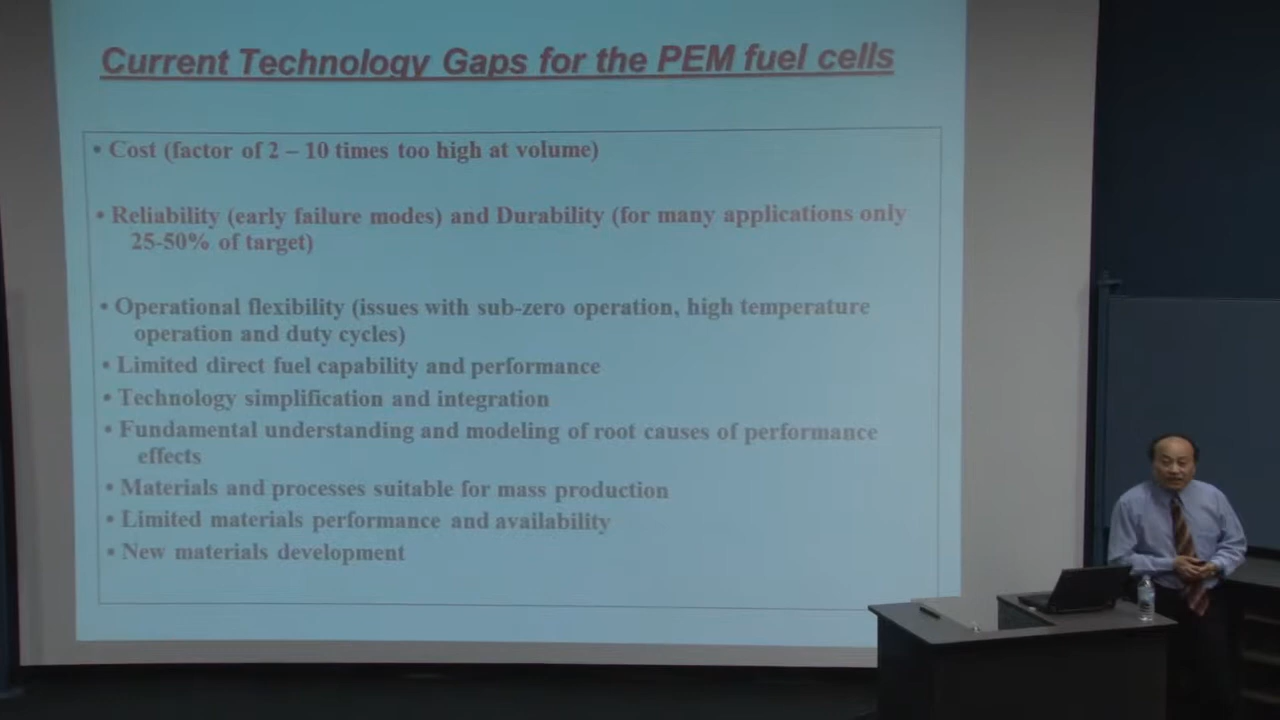 Current Technology Gaps for the PEM fuel cells
• Cost (factor of 2 – 10 times too high at volume)
• Reliability (early failure modes) and Durability (for many applications only
25-50% of target)
• Operational flexibility (issues with sub-zero operation, high temperature
operation and duty cycles)
• Limited direct fuel capability and performance
• Technology simplification and integration
• Fundamental understanding and modeling of root causes of performance
effects
• Materials and processes suitable for mass production
• Limited materials performance and availability
• New materials development